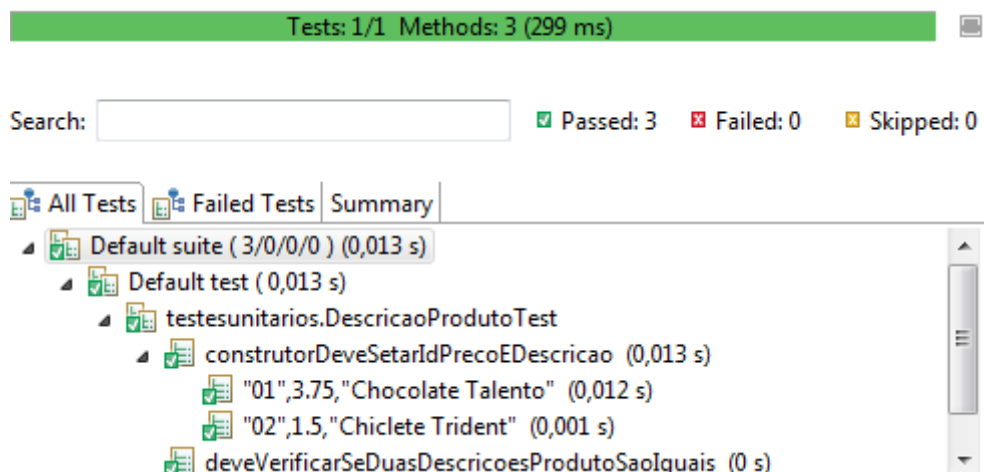 Tests: 1/1 Methods: 3 (299 ms)
Search: Passed: 3 Failed: 0 Skipped: 0
All Tests Failed Tests Summary
Default suite ( 3/0/0/0 ) (0,013 s)
Default test ( 0,013 s)
testesunitarios.DescricaoProdutoTest
construtorDeveSetarIdPrecoEDescricao (0,013 s)
"01",3.75,"Chocolate Talento" (0,012 s)
"02",1.5,"Chiclete Trident" (0,001 s)
deveVerificarSeDuasDescricoesProdutoSaoIguais (0 s)